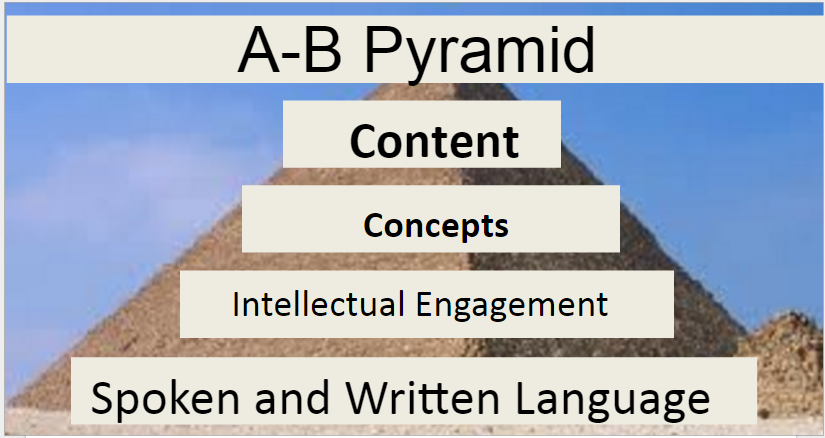 A-B Pyramid
Content
Concepts
Intellectual Engagement
Spoken and Written Language